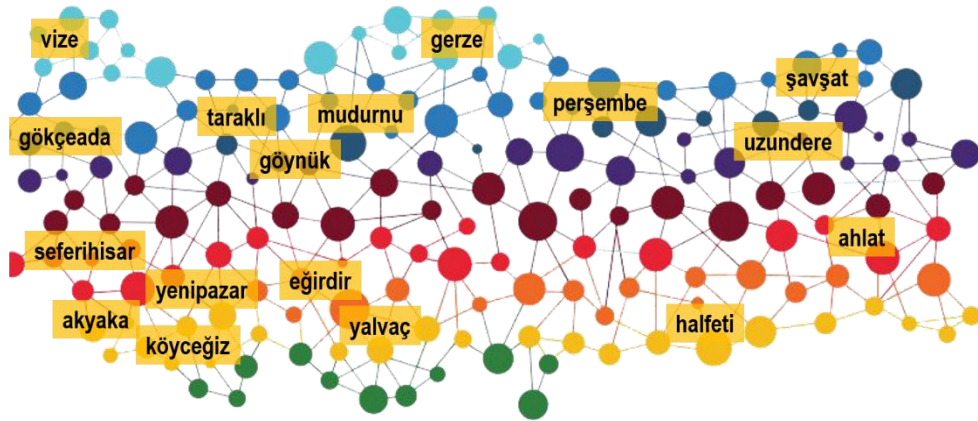 vize
gerze
şavşat
perşembe
taraklı
mudurnu
gökçeada
göynük
uzundere
seferihisar
ahlat
yenipazar
eğirdir
akyaka
yalvaç
halfeti
köyceğiz